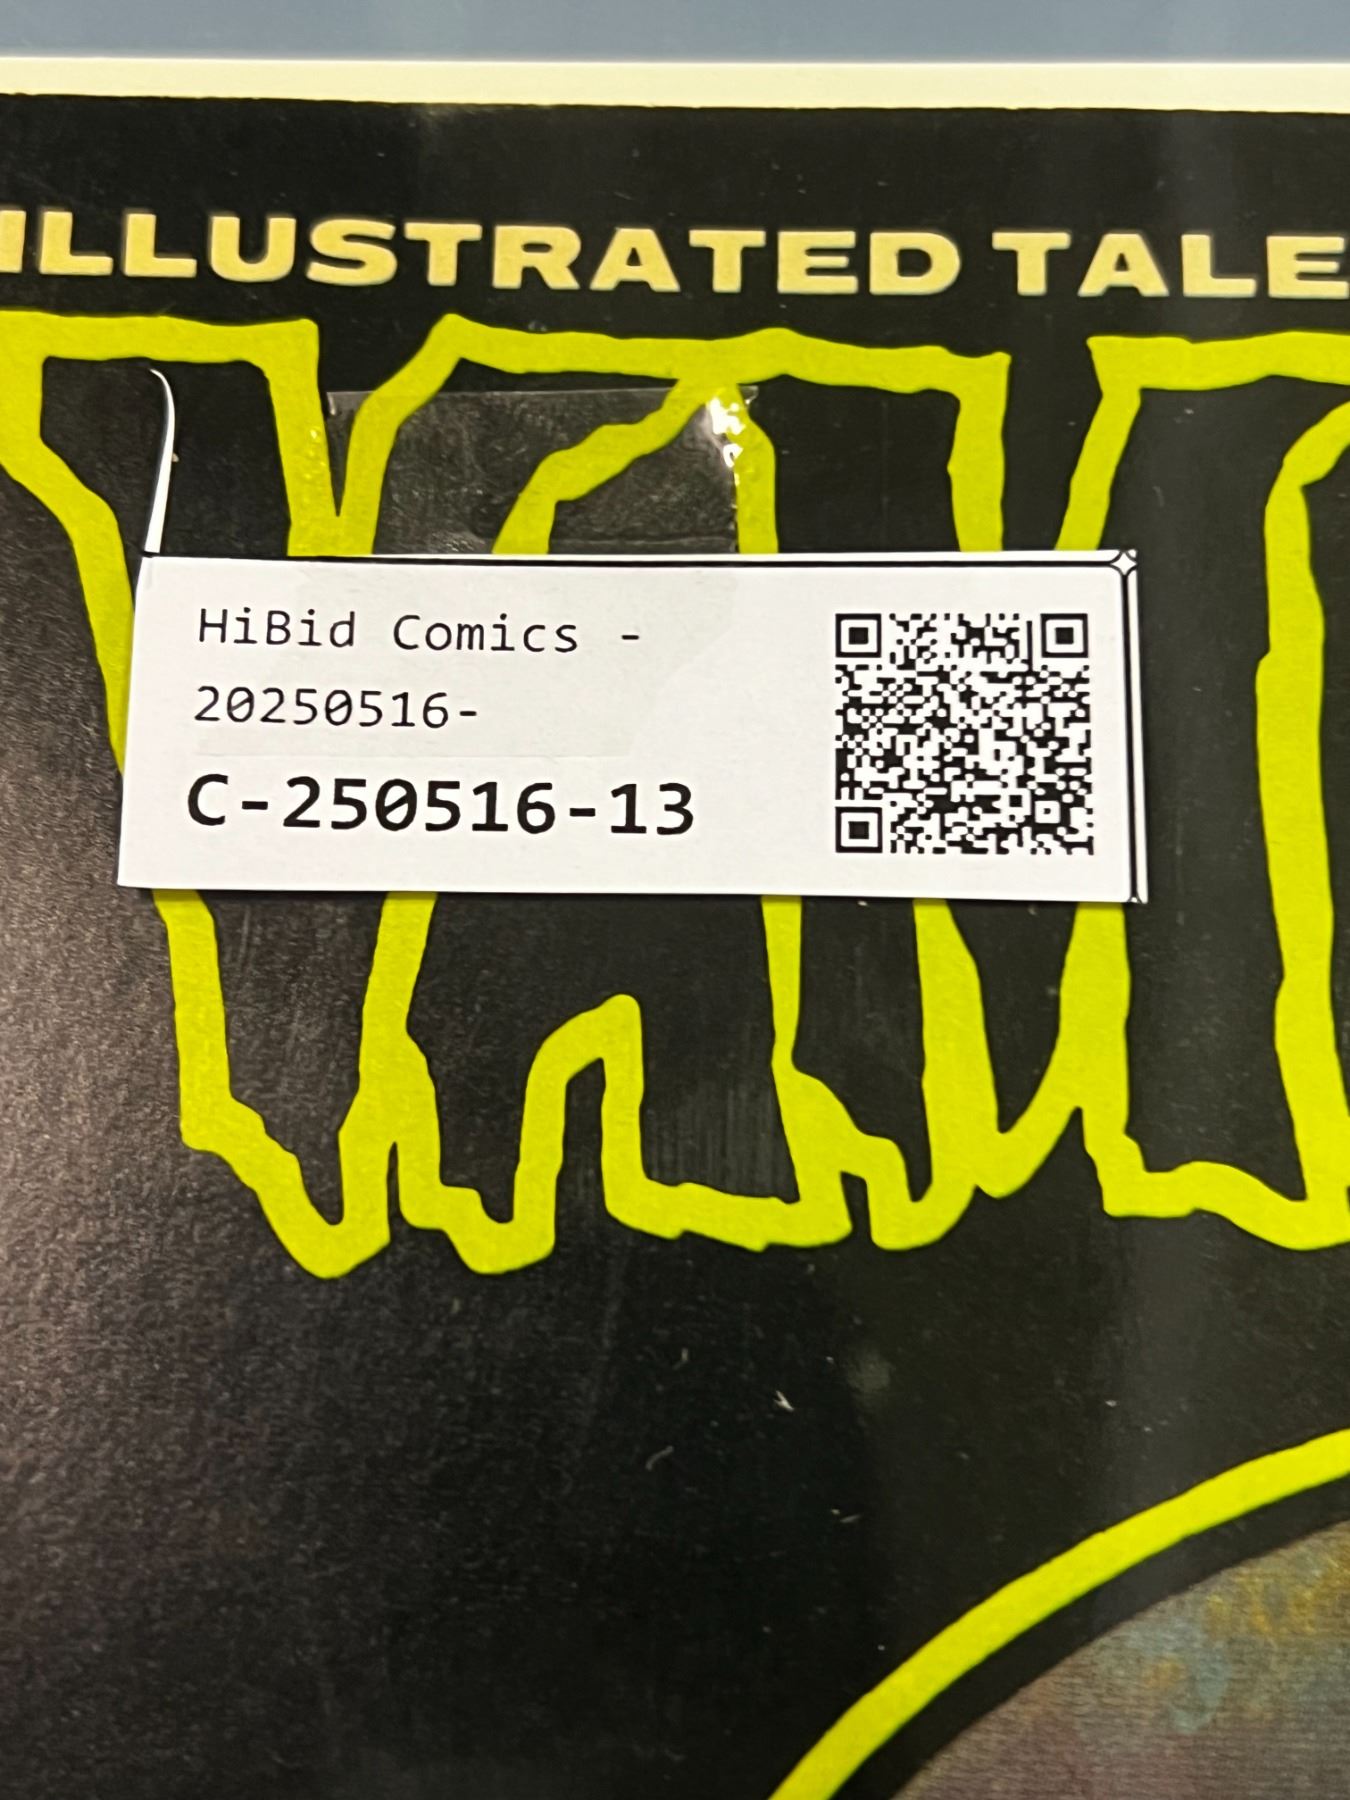 ILLUSTRATED TALE
HiBid Comics -
20250516-
C-250516-13